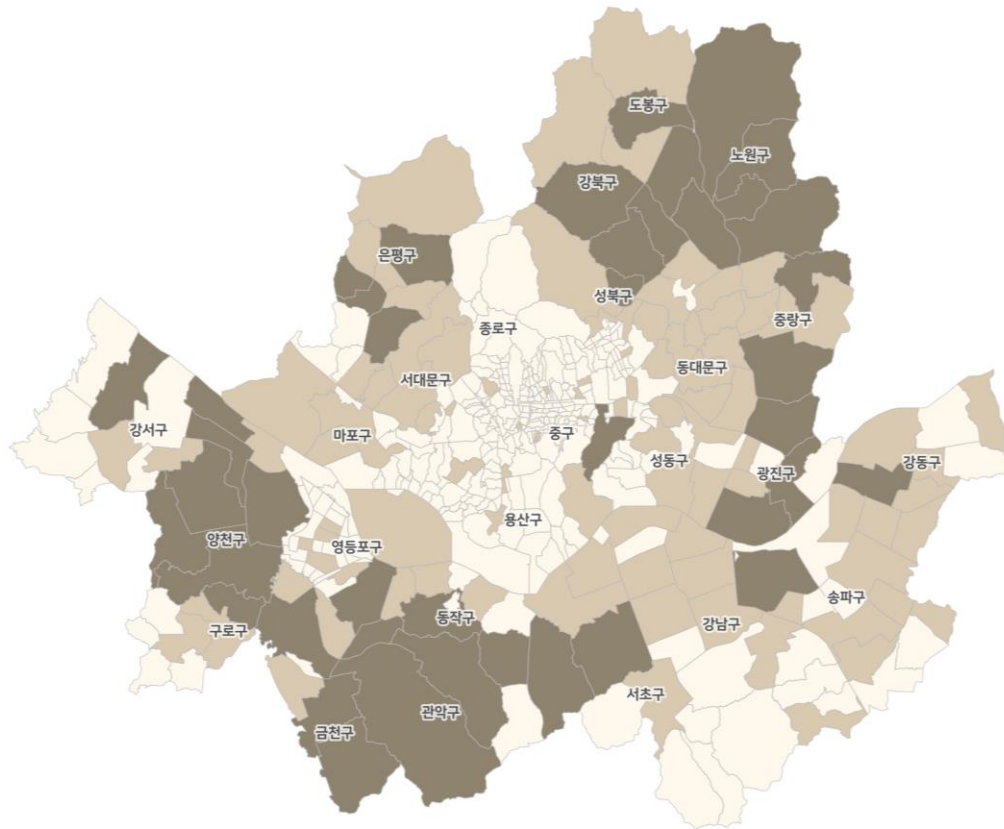 도봉구
노원구
강북구
은평구
성북구
중랑구
종로구
서대문구
동대문구
강서구
마포구
중구
성동구
강동구
광진구
용산구
양천구
영등포구
송파구
동작구
강남구
구로구
서초구
관악구
금천구